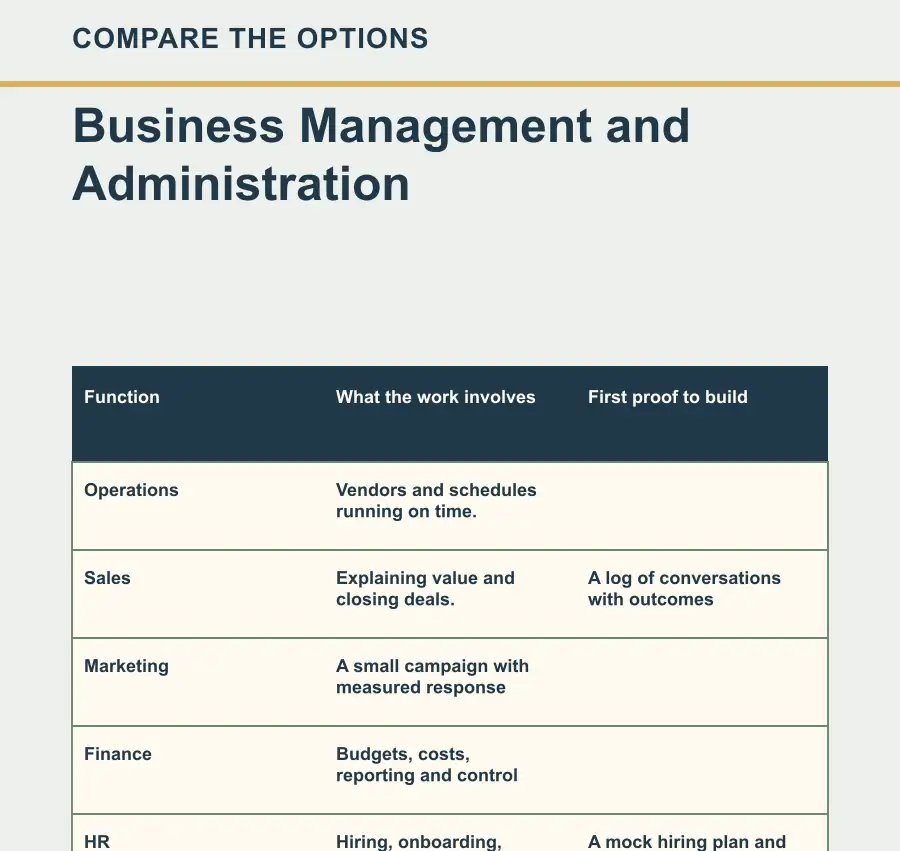 COMPARE THE OPTIONS
Business Management and
Administration
Function
What the work involves
First proof to build
Operations
Vendors and schedules
running on time.
Sales
Explaining value and
closing deals.
A log of conversations
with outcomes
Marketing
A small campaign with
measured response
Finance
Budgets, costs,
reporting and control
HR
Hiring, onboarding,
A mock hiring plan and